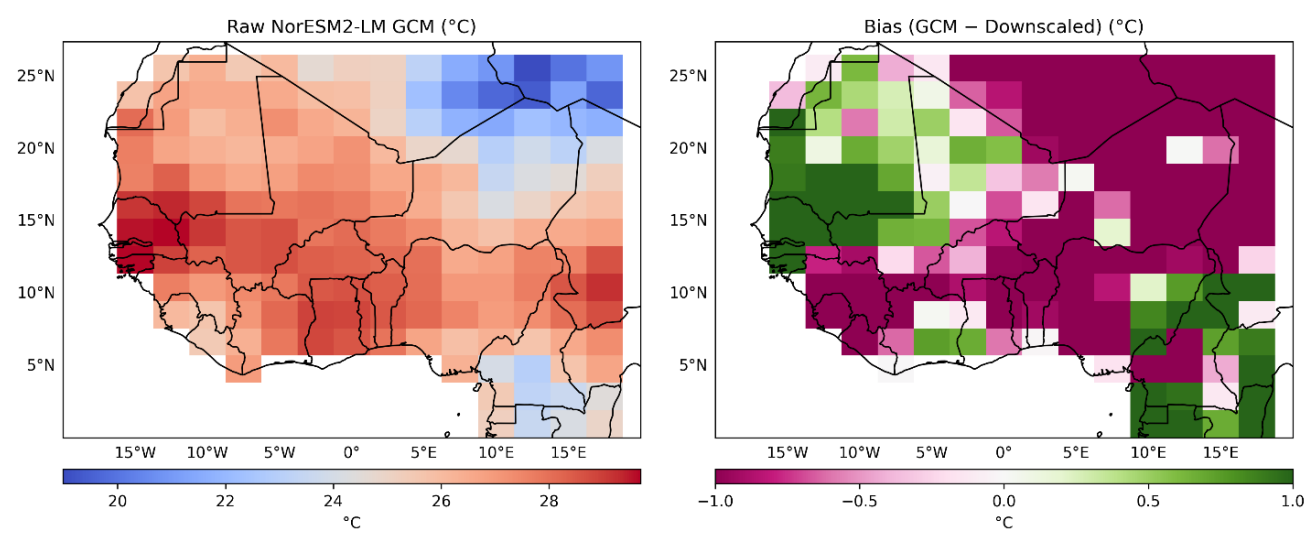 Raw NorESM2-LM GCM (°C)
Bias (GCM − Downscaled) (°C)
25°N
20°N
15°N
10°N
5°N
25°N
20°N
15°N
10°N
5°N
15°W 10°W 5°W 0° 5°E 10°E 15°E
15°W 10°W 5°W 0° 5°E 10°E 15°E
20 22 24 26 28
°C
−1.0 −0.5 0.0 0.5 1.0
°C